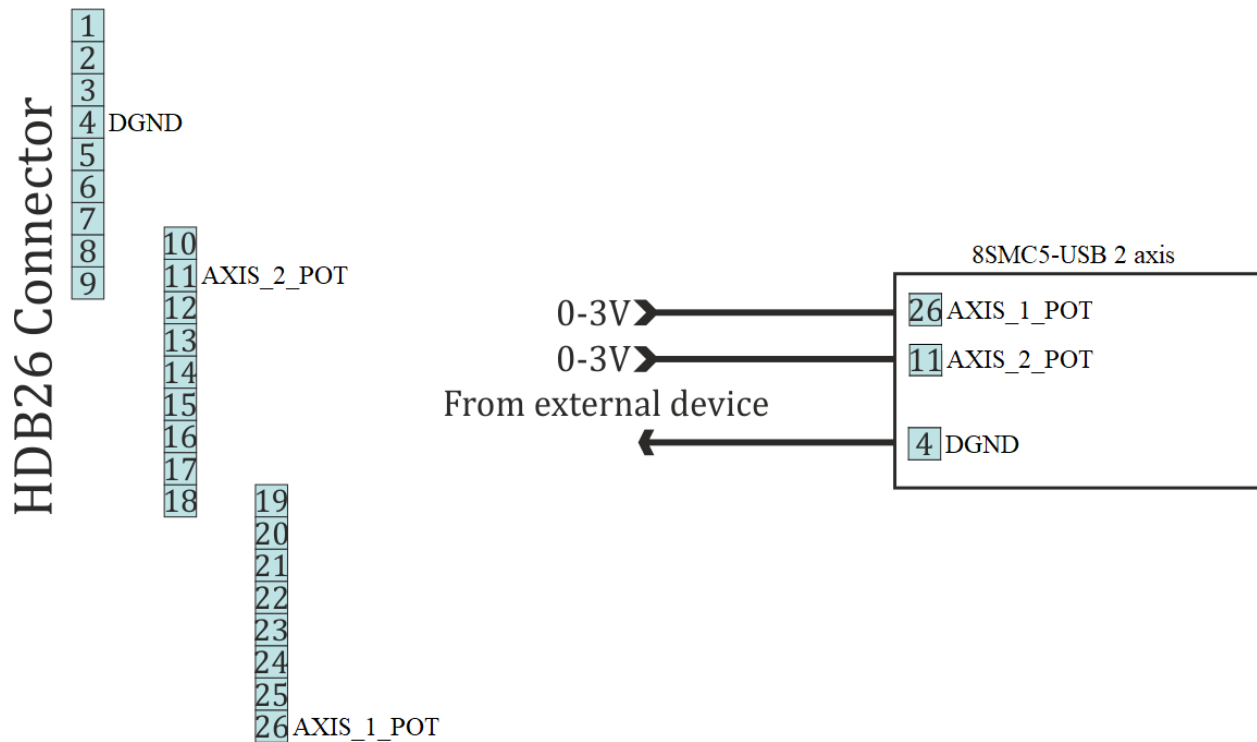 HDB26 Connector
1
2
3
4 DGND
5
6
7
8
9
10
11 AXIS_2_POT
12
13
14
15
16
17
18
19
20
21
22
23
24
25
26 AXIS_1_POT
8SMC5-USB 2 axis
0-3V 26 AXIS_1_POT
0-3V 11 AXIS_2_POT
From external device
4 DGND